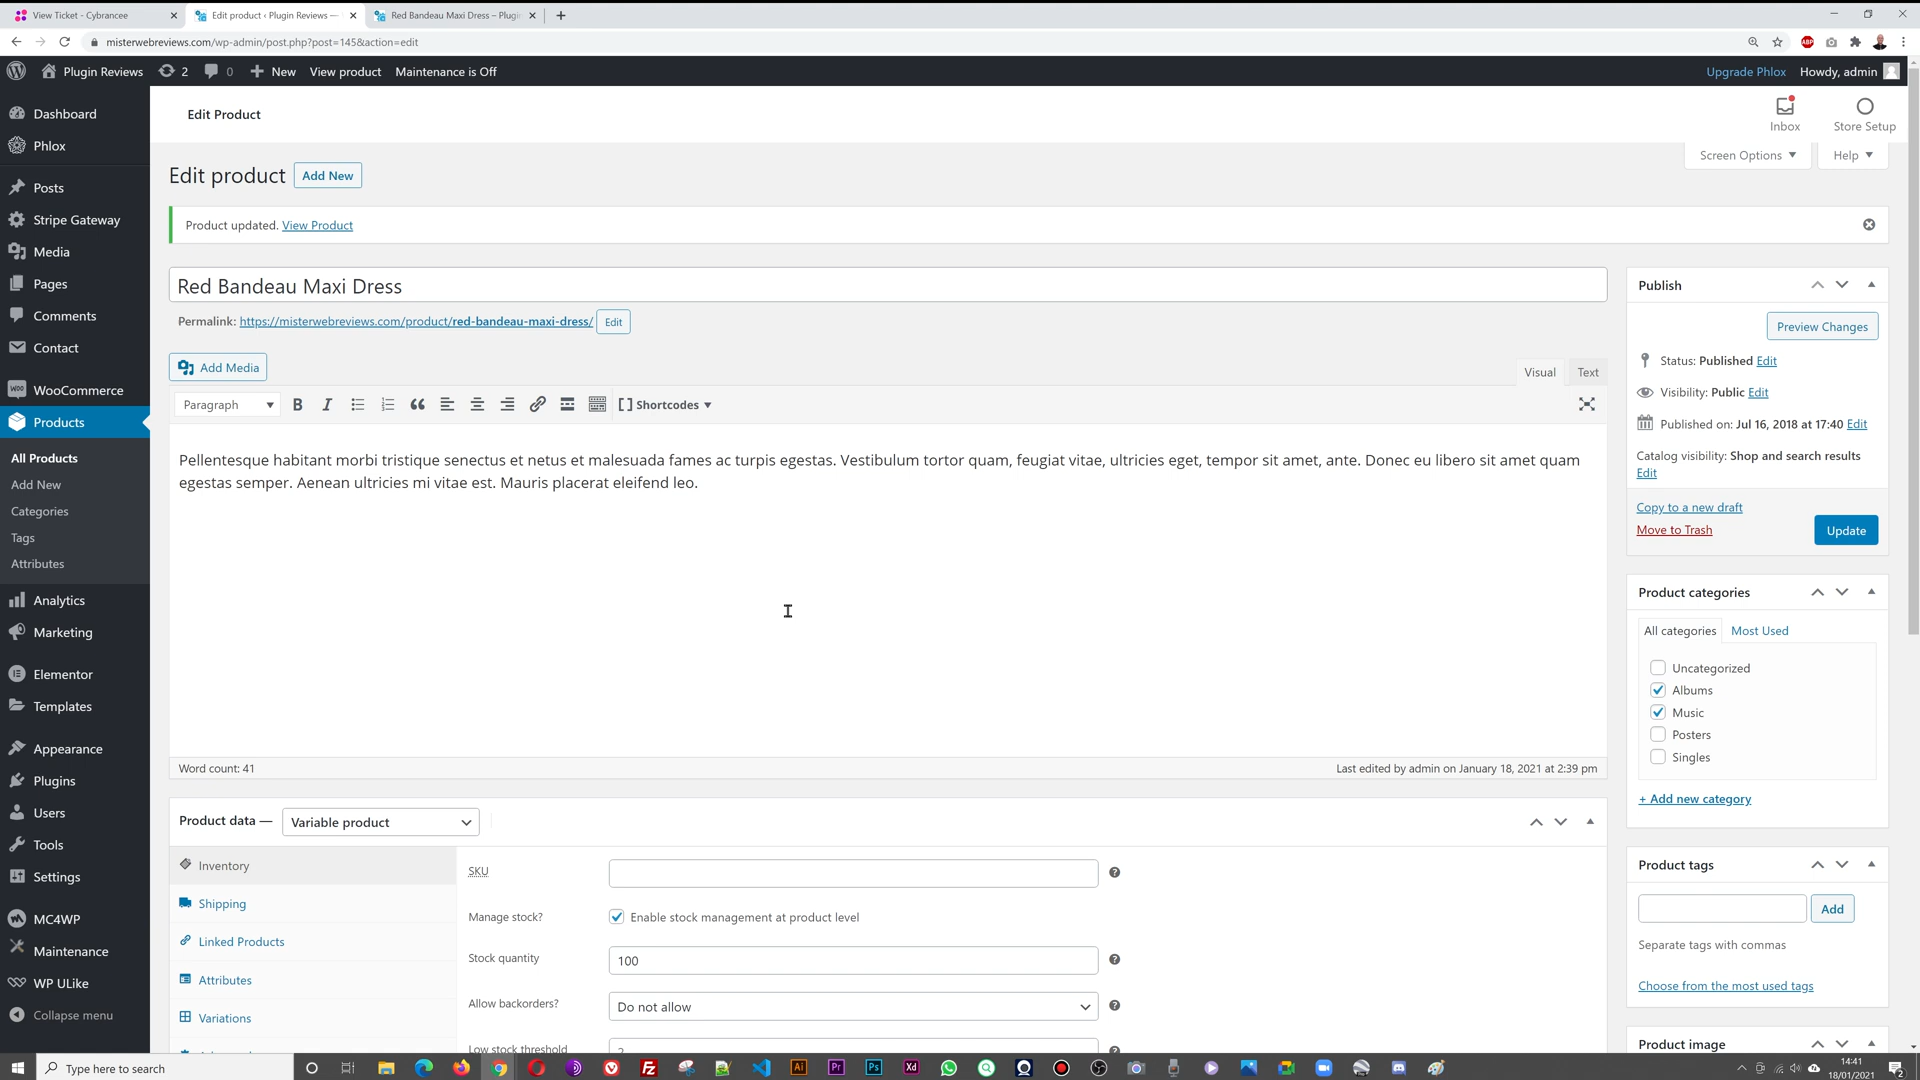 View Ticket - Cybrancee
Edit product ‹ Plugin Reviews —
Red Bandeau Maxi Dress – Plugin
misterwebreviews.com/wp-admin/post.php?post=145&action=edit
Plugin Reviews 2 0 New View product Maintenance is Off Upgrade Phlox Howdy, admin
Dashboard
Phlox
Posts
Stripe Gateway
Media
Pages
Comments
Contact
WooCommerce
Products
All Products
Add New
Categories
Tags
Attributes
Analytics
Marketing
Elementor
Templates
Appearance
Plugins
Users
Tools
Settings
MC4WP
Maintenance
WP ULike
Collapse menu
Edit Product
Inbox
Store Setup
Screen Options
Help
Edit product Add New
Product updated. View Product
Red Bandeau Maxi Dress
Permalink: https://misterwebreviews.com/product/red-bandeau-maxi-dress/ Edit
Add Media
Visual Text
Paragraph B I Shortcodes
Pellentesque habitant morbi tristique senectus et netus et malesuada fames ac turpis egestas. Vestibulum tortor quam, feugiat vitae, ultricies eget, tempor sit amet, ante. Donec eu libero sit amet quam
egestas semper. Aenean ultricies mi vitae est. Mauris placerat eleifend leo.
Word count: 41
Last edited by admin on January 18, 2021 at 2:39 pm
Product data — Variable product
Inventory
Shipping
Linked Products
Attributes
Variations
SKU
Manage stock? Enable stock management at product level
Stock quantity 100
Allow backorders? Do not allow
Low stock threshold 2
Publish
Preview Changes
Status: Published Edit
Visibility: Public Edit
Published on: Jul 16, 2018 at 17:40 Edit
Catalog visibility: Shop and search results
Edit
Copy to a new draft
Move to Trash
Update
Product categories
All categories Most Used
Uncategorized
Albums
Music
Posters
Singles
+ Add new category
Product tags
Add
Separate tags with commas
Choose from the most used tags
Product image
Type here to search
14:41
18/01/2021